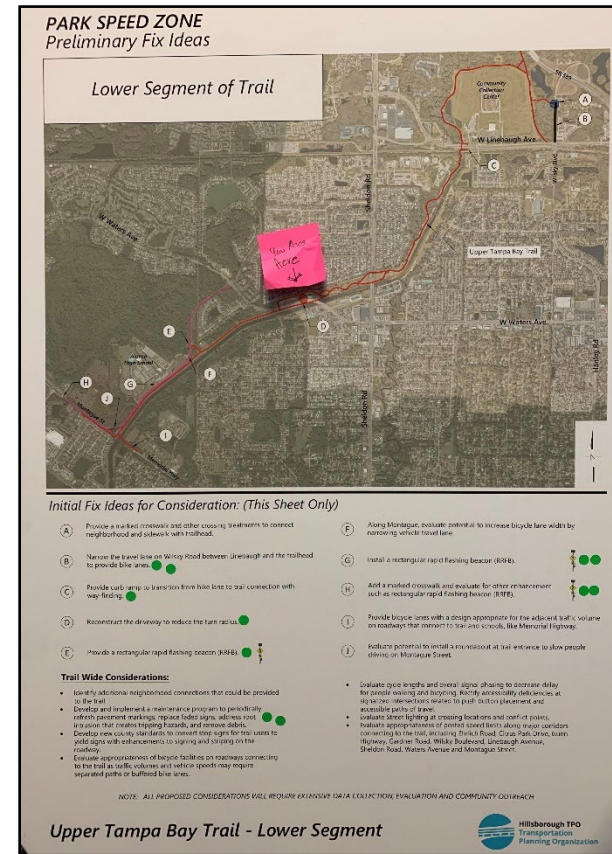 PARK SPEED ZONE
Preliminary Fix Ideas
Lower Segment of Trail
Community
Collection
Center
SR 589
A
B
W Linebaugh Ave
Wilsky Blvd
C
Sheldon Rd
Upper Tampa Bay Trail
W Waters Ave
You Are
here
D
W Waters Ave
Hanley Rd
E
F
G
H
J
I
Montague St
Memorial Hwy
Sheldon Rd
Initial Fix Ideas for Consideration: (This Sheet Only)
A
Provide a marked crosswalk and other crossing treatments to connect
neighborhood and sidewalk with trailhead.
B
Narrow the travel lane on Wilsky Road between Linebaugh and the trailhead
to provide bike lanes.
C
Provide curb ramp to transition from bike lane to trail connection with
way-finding.
D
Reconstruct the driveway to reduce the turn radius.
E
Provide a rectangular rapid flashing beacon (RRFB).
F
Along Montague, evaluate potential to increase bicycle lane width by
narrowing vehicle travel lane.
G
Install a rectangular rapid flashing beacon (RRFB).
H
Add a marked crosswalk and evaluate for other enhancement
such as rectangular rapid flashing beacon (RRFB).
I
Provide bicycle lanes with a design appropriate for the adjacent traffic volume
on roadways that connect to trail and schools, like Memorial Highway.
J
Evaluate potential to install a roundabout at trail entrance to slow people
driving on Montague Street.
Trail Wide Considerations:
• Identify additional neighborhood connections that could be provided
to the trail
• Develop and implement a maintenance program to periodically
refresh pavement markings, replace faded signs, address root
intrusion that creates tripping hazards, and remove debris.
• Develop new county standards to convert stop signs for trail users to
yield signs with enhancements to signing and striping on the
roadway.
• Evaluate appropriateness of bicycle facilities on roadways connecting
to the trail as traffic volumes and vehicle speeds may require
separated paths or buffered bike lanes.
• Evaluate cycle lengths and overall signal phasing to decrease delay
for people walking and bicycling. Rectify accessibility deficiencies at
signalized intersections related to push button placement and
accessible paths of travel.
• Evaluate Street lighting at crossing locations and conflict points.
• Evaluate appropriateness of posted speed limits along major corridors
connecting to the trail, including Ehrlich Road, Citrus Park Drive, Gunn
Highway, Gardner Road, Wilsky Boulevard, Linebaugh Avenue,
Sheldon Road, Waters Avenue and Montague Street.
NOTE: ALL PROPOSED CONSIDERATIONS WILL REQUIRE EXTENSIVE DATA COLLECTION, EVALUATION AND COMMUNITY OUTREACH
Upper Tampa Bay Trail - Lower Segment
Hillsborough TPO
Transportation
Planning Organization